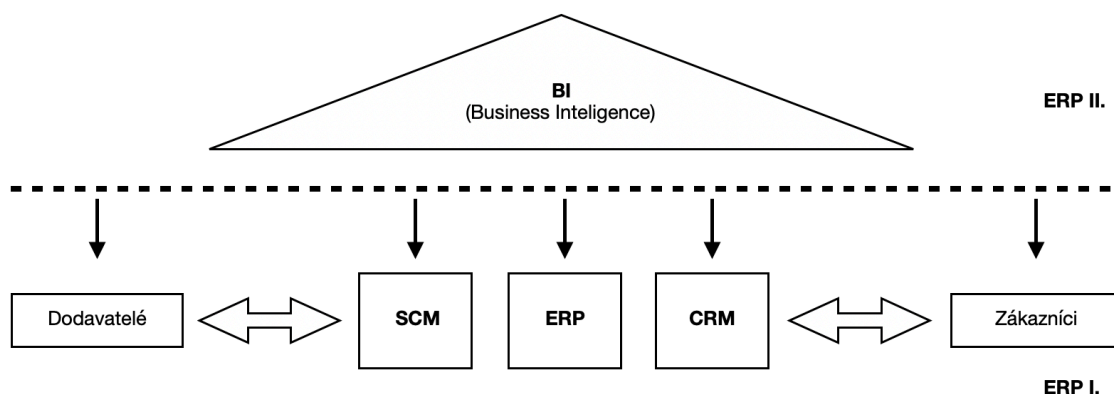 BI
(Business Inteligence)
ERP II.
Dodavatelé
SCM
ERP
CRM
Zákazníci
ERP I.